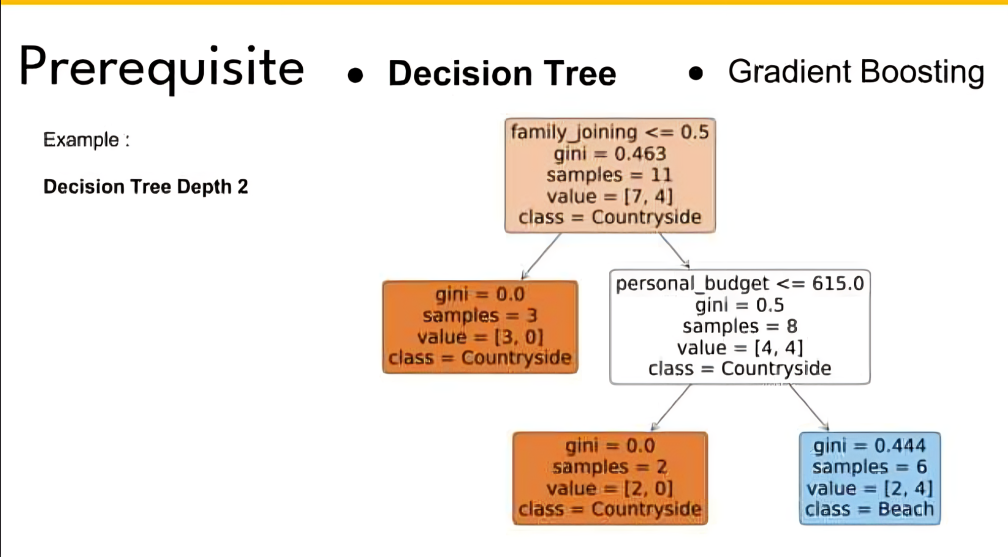 Prerequisite
● Decision Tree
● Gradient Boosting
Example :
Decision Tree Depth 2
family_joining <= 0.5
gini = 0.463
samples = 11
value = [7, 4]
class = Countryside
gini = 0.0
samples = 3
value = [3, 0]
class = Countryside
personal_budget <= 615.0
gini = 0.5
samples = 8
value = [4, 4]
class = Countryside
gini = 0.0
samples = 2
value = [2, 0]
class = Countryside
gini = 0.444
samples = 6
value = [2, 4]
class = Beach